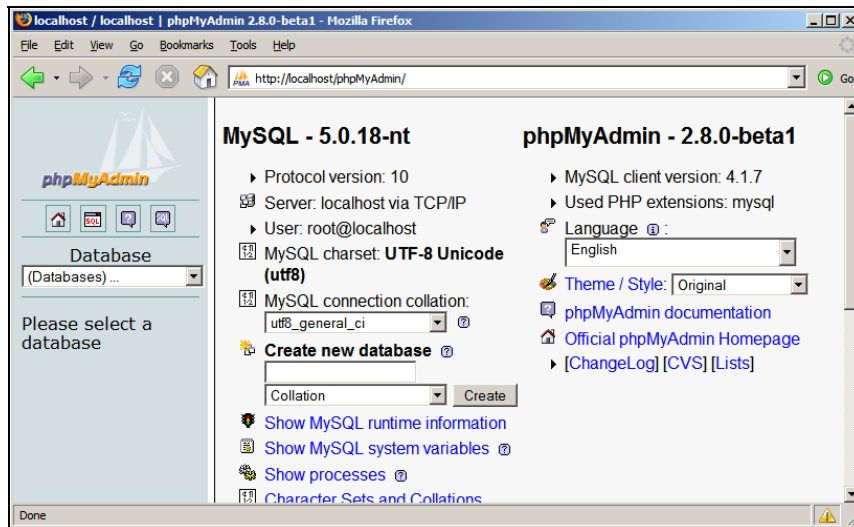 localhost / localhost | phpMyAdmin 2.8.0-beta1 - Mozilla Firefox
File Edit View Go Bookmarks Tools Help
PMA http://localhost/phpMyAdmin/ Go
phpMyAdmin
SQL SQL
Database
(Databases) ...
Please select a
database
MySQL - 5.0.18-nt
Protocol version: 10
Server: localhost via TCP/IP
User: root@localhost
MySQL charset: UTF-8 Unicode
(utf8)
MySQL connection collation:
utf8_general_ci
Create new database
Collation Create
Show MySQL runtime information
Show MySQL system variables
Show processes
Character Sets and Collations
phpMyAdmin - 2.8.0-beta1
MySQL client version: 4.1.7
Used PHP extensions: mysql
Language :
English
Theme / Style: Original
phpMyAdmin documentation
Official phpMyAdmin Homepage
[ChangeLog] [CVS] [Lists]
Done